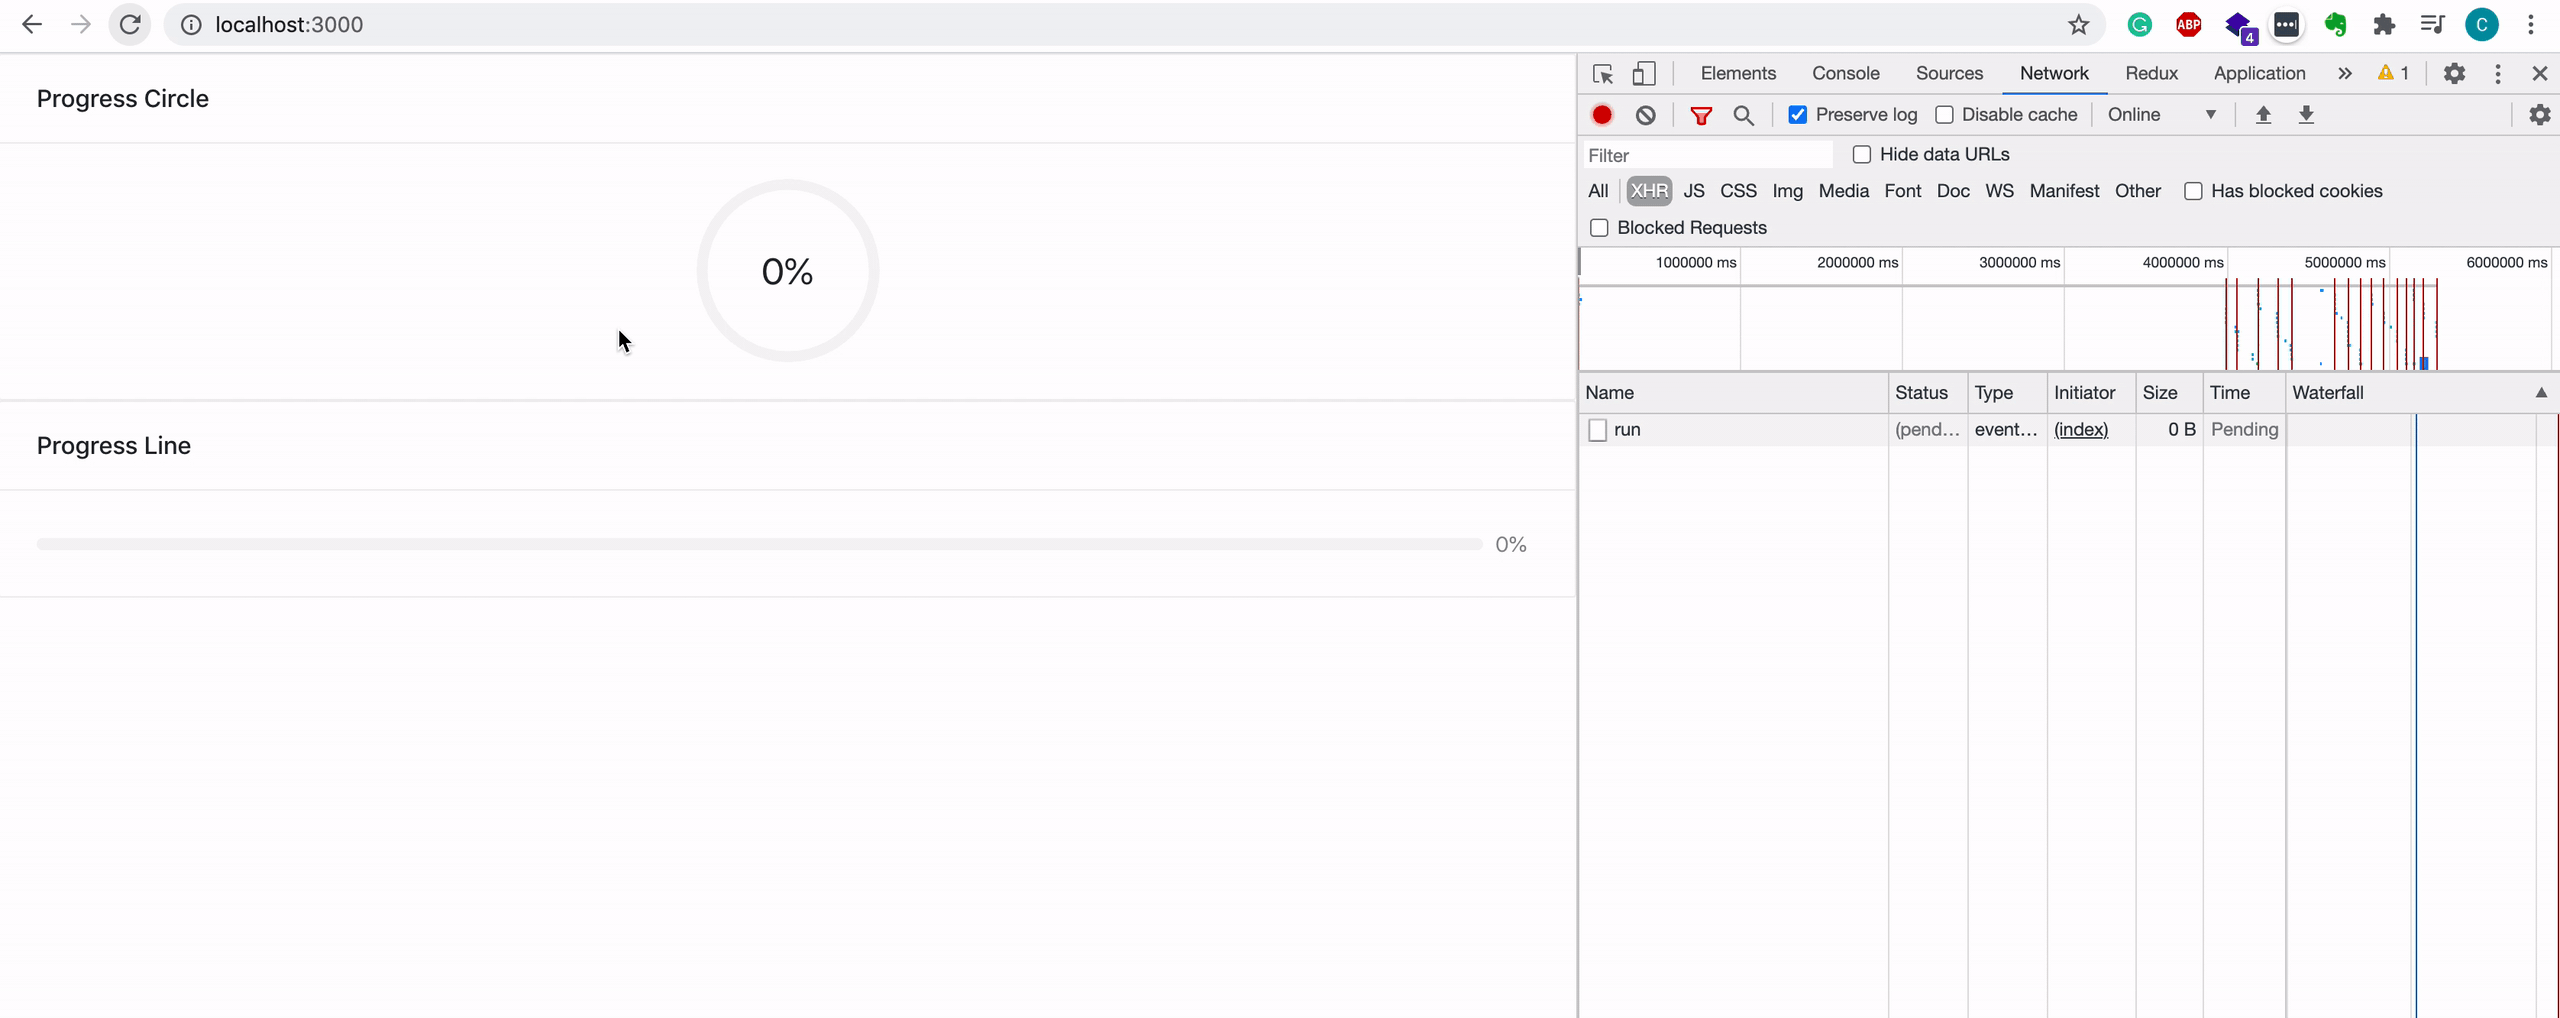 localhost:3000
ABP
4
C
Progress Circle
0%
Progress Line
0%
Elements Console Sources Network Redux Application » 1
Preserve log Disable cache Online
Filter Hide data URLs
All XHR JS CSS Img Media Font Doc WS Manifest Other Has blocked cookies
Blocked Requests
1000000 ms 2000000 ms 3000000 ms 4000000 ms 5000000 ms 6000000 ms
Name Status Type Initiator Size Time Waterfall
run (pend... event... (index) 0 B Pending